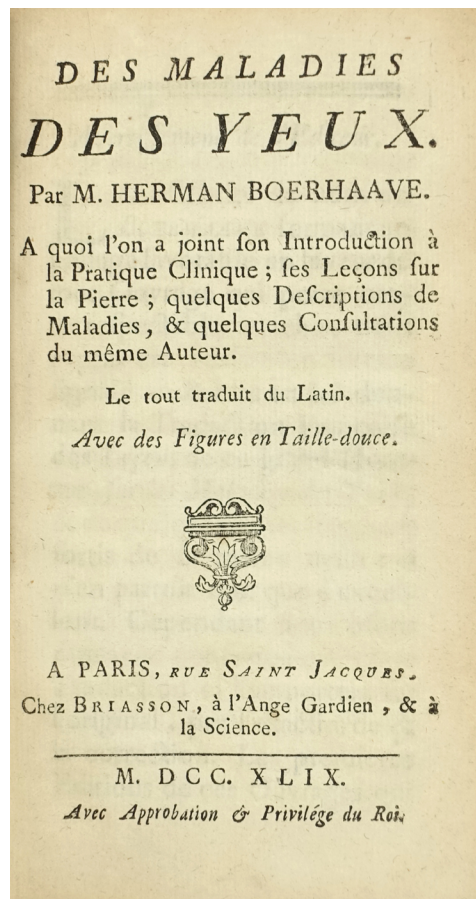 DES MALADIES
DES YEUX.
Par M. HERMAN BOERHAAVE.
A quoi l'on a joint ſon Introduction à
la Pratique Clinique ; ſes Leçons ſur
la Pierre ; quelques Deſcriptions de
Maladies, & quelques Conſultations
du même Auteur.
Le tout traduit du Latin.
Avec des Figures en Taille-douce.
A PARIS, RUE SAINT JACQUES.
Chez BRIASSON, à l'Ange Gardien, & à
la Science.
M. DCC. XLIX.
Avec Approbation & Privilége du Roi.